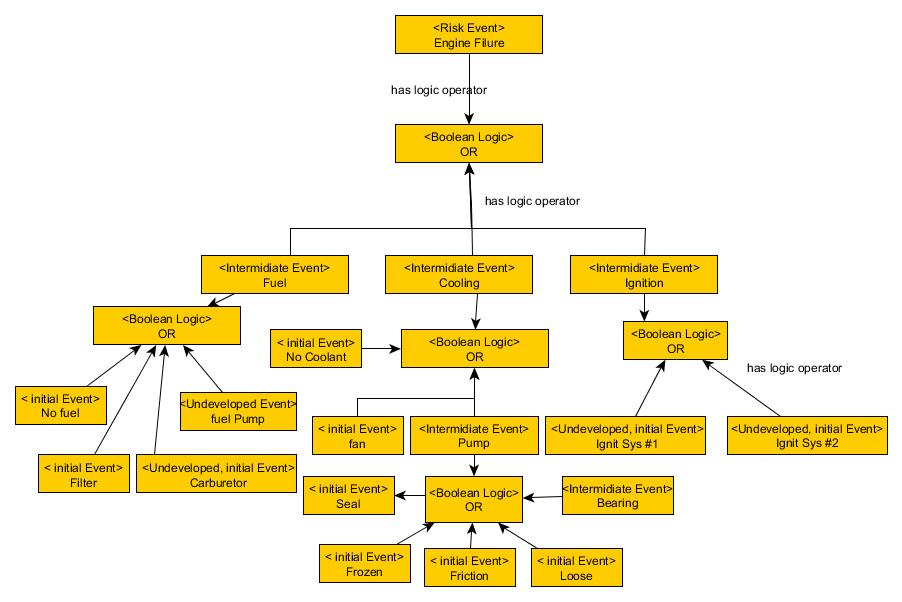 <Risk Event>
Engine Filure
has logic operator
<Boolean Logic>
OR
has logic operator
<Intermidiate Event>
Fuel
<Intermidiate Event>
Cooling
<Intermidiate Event>
Ignition
<Boolean Logic>
OR
< initial Event>
No Coolant
<Boolean Logic>
OR
<Boolean Logic>
OR
has logic operator
< initial Event>
No fuel
<Undeveloped Event>
fuel Pump
< initial Event>
fan
<Intermidiate Event>
Pump
<Undeveloped, initial Event>
Ignit Sys #1
<Undeveloped, initial Event>
Ignit Sys #2
< initial Event>
Filter
<Undeveloped, initial Event>
Carburetor
< initial Event>
Seal
<Boolean Logic>
OR
<Intermidiate Event>
Bearing
< initial Event>
Frozen
< initial Event>
Friction
< initial Event>
Loose